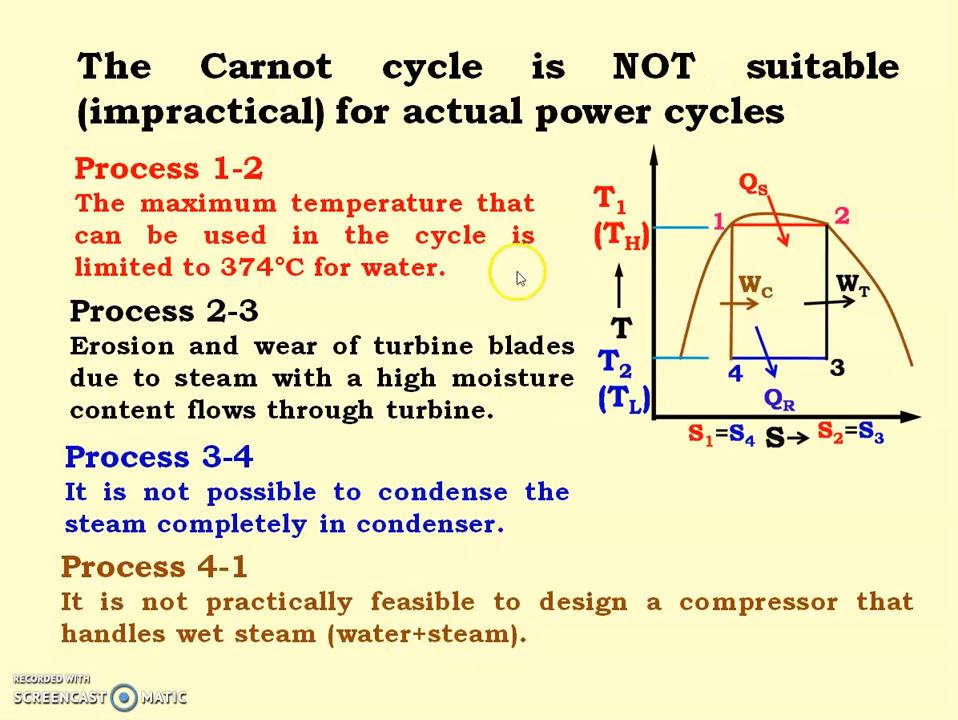 The Carnot cycle is NOT suitable
(impractical) for actual power cycles
Process 1-2
The maximum temperature that
can be used in the cycle is
limited to 374°C for water.
Process 2-3
Erosion and wear of turbine blades
due to steam with a high moisture
content flows through turbine.
Process 3-4
It is not possible to condense the
steam completely in condenser.
Process 4-1
It is not practically feasible to design a compressor that
handles wet steam (water+steam).
QS
T1
(TH)
1
2
WC
WT
T
T2
(TL)
4
3
QR
S1=S4
S
S2=S3
RECORDED WITH
SCREENCAST MATIC